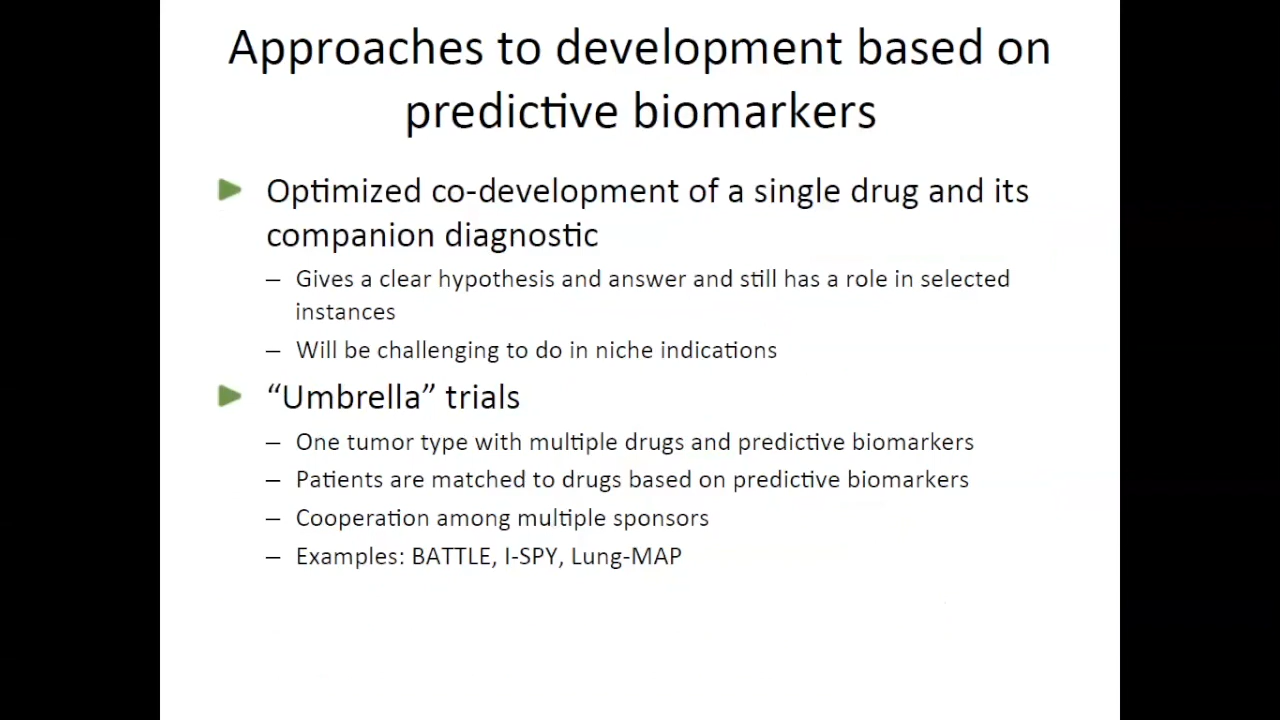 Approaches to development based on
predictive biomarkers
Optimized co-development of a single drug and its
companion diagnostic
– Gives a clear hypothesis and answer and still has a role in selected
instances
– Will be challenging to do in niche indications
“Umbrella” trials
– One tumor type with multiple drugs and predictive biomarkers
– Patients are matched to drugs based on predictive biomarkers
– Cooperation among multiple sponsors
– Examples: BATTLE, I-SPY, Lung-MAP